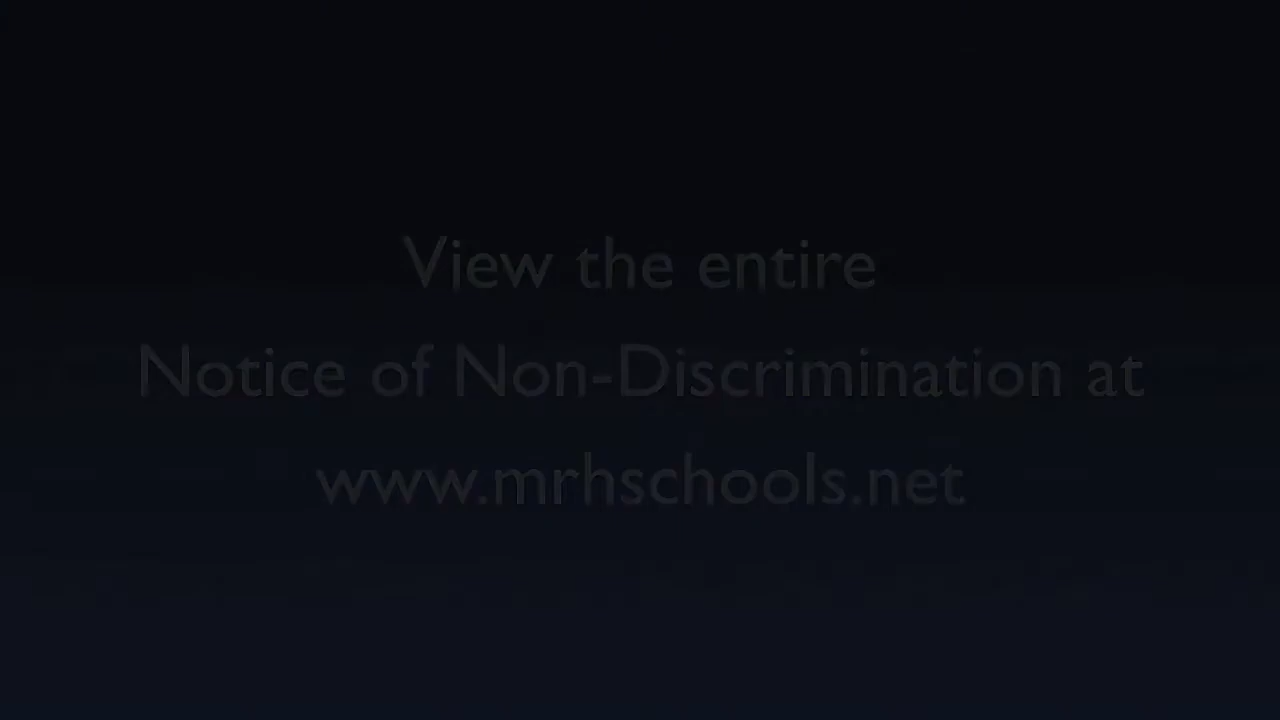 View the entire
Notice of Non-Discrimination at
www.mrhschools.net